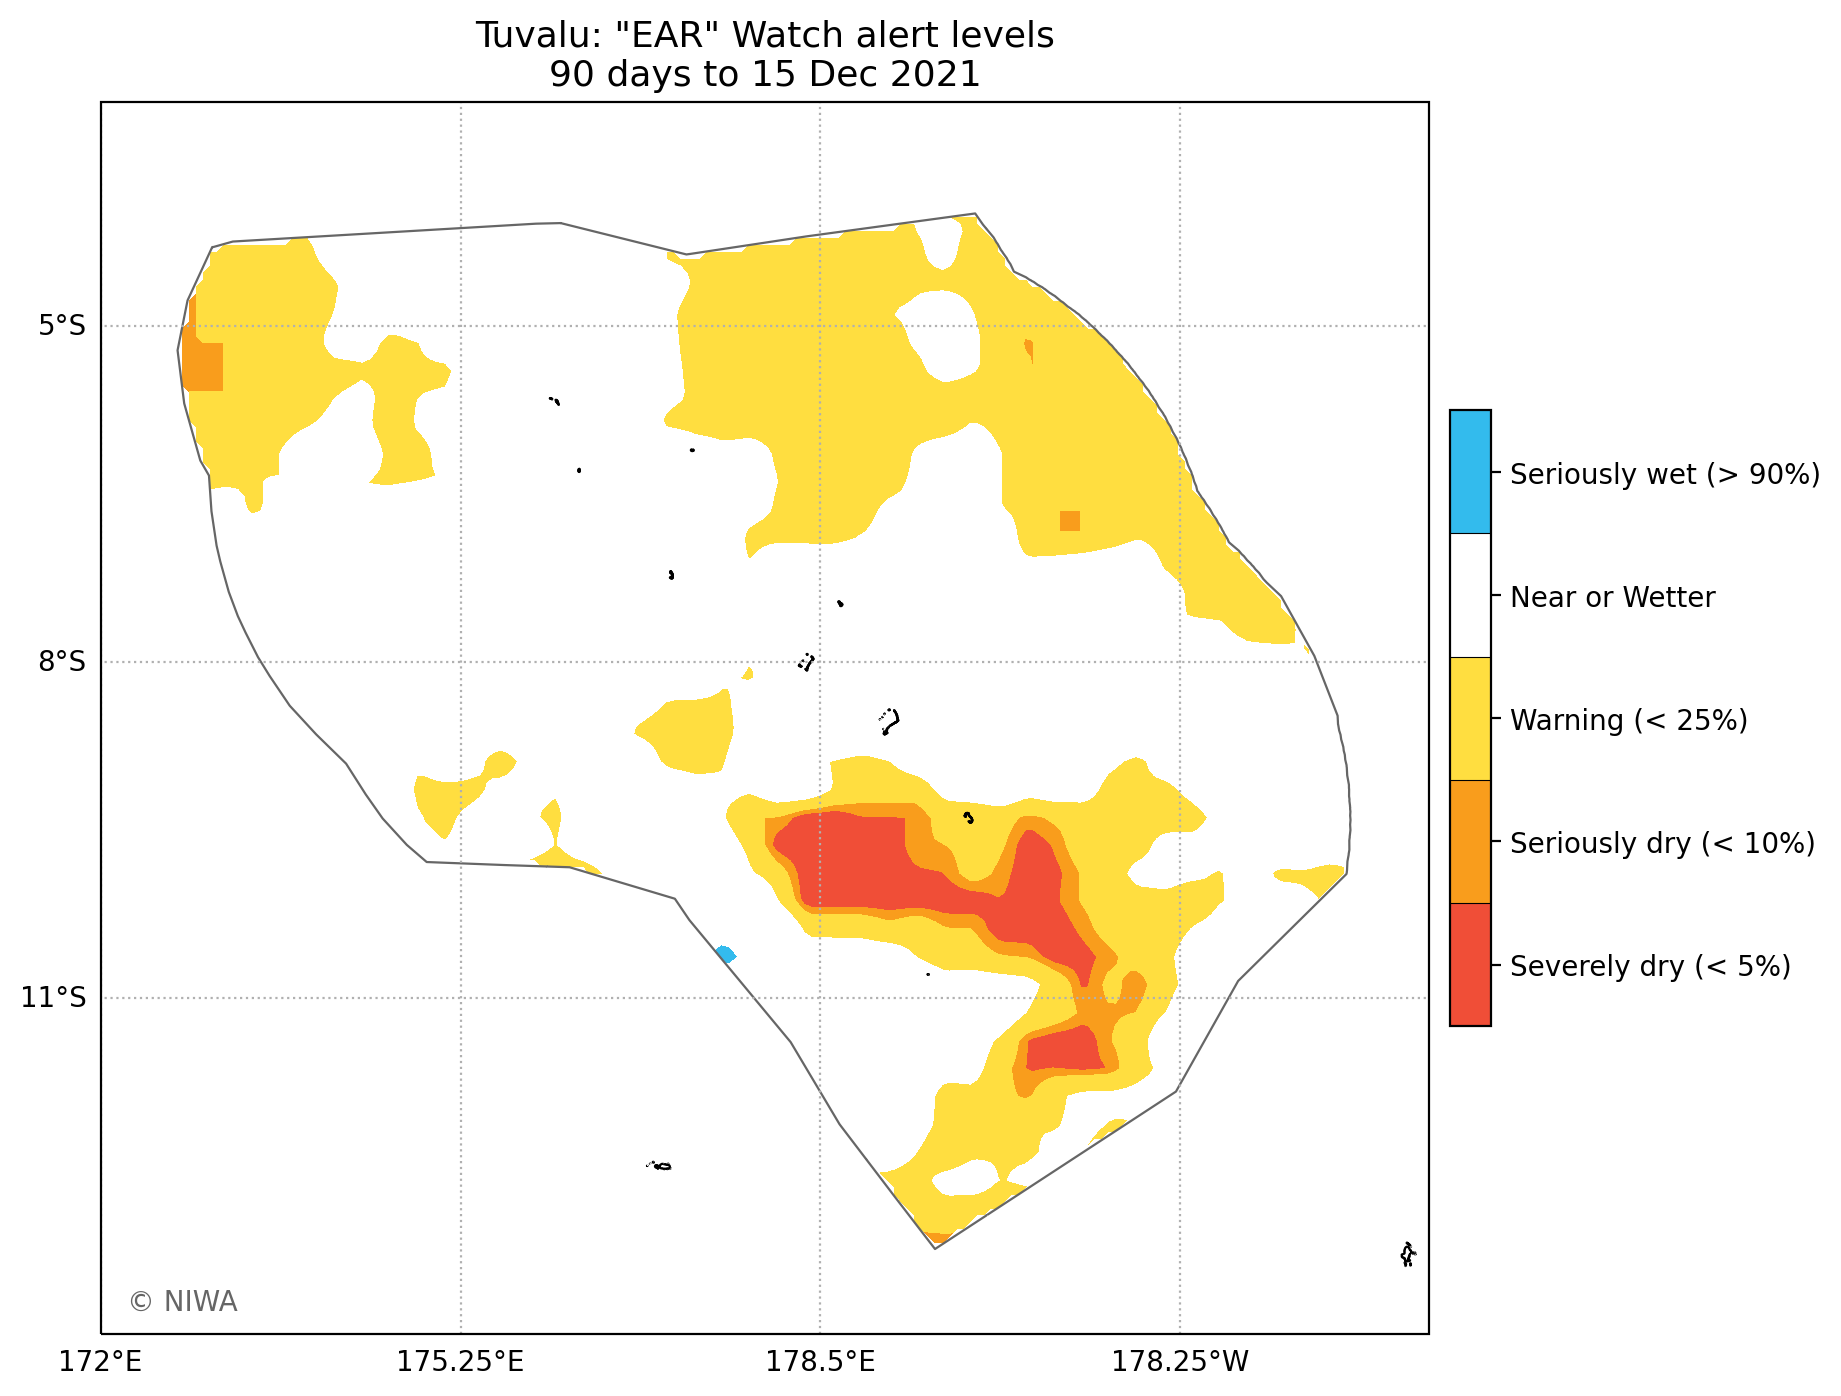 Tuvalu: "EAR" Watch alert levels
90 days to 15 Dec 2021
5°S
8°S
11°S
172°E
175.25°E
178.5°E
178.25°W
Seriously wet (> 90%)
Near or Wetter
Warning (< 25%)
Seriously dry (< 10%)
Severely dry (< 5%)
© NIWA